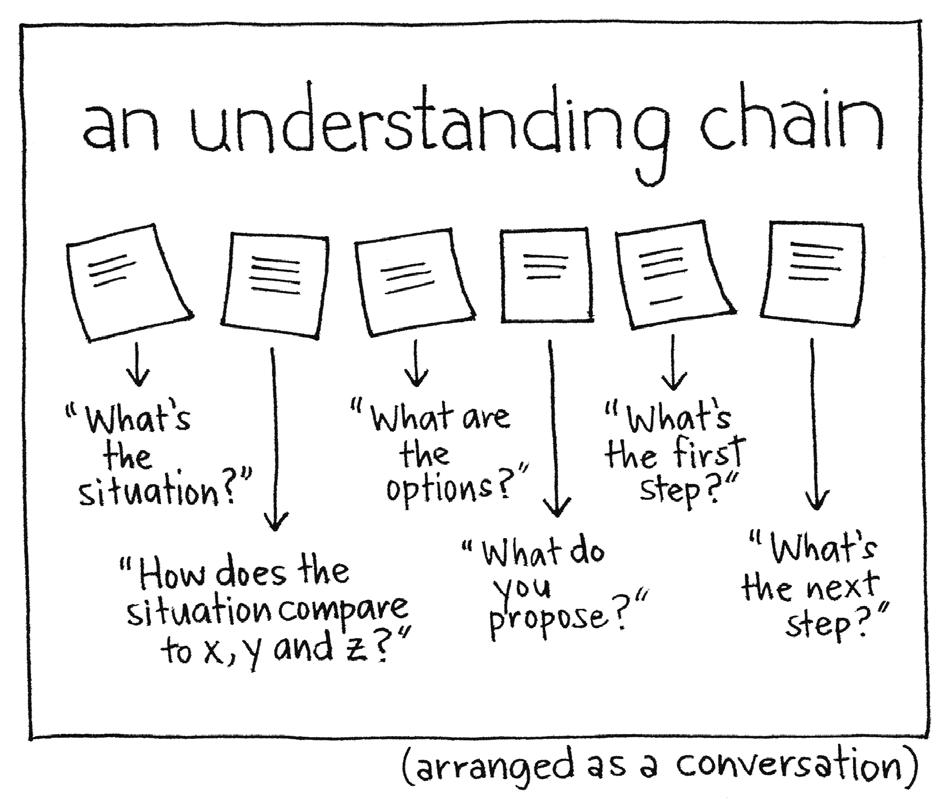 an understanding chain
"What's
the
situation?"
"How does the
situation compare
to x, y and z?"
"What are
the
options?"
"What do
you
propose?"
"What's
the first
step?"
"What's
the next
step?"
(arranged as a conversation)